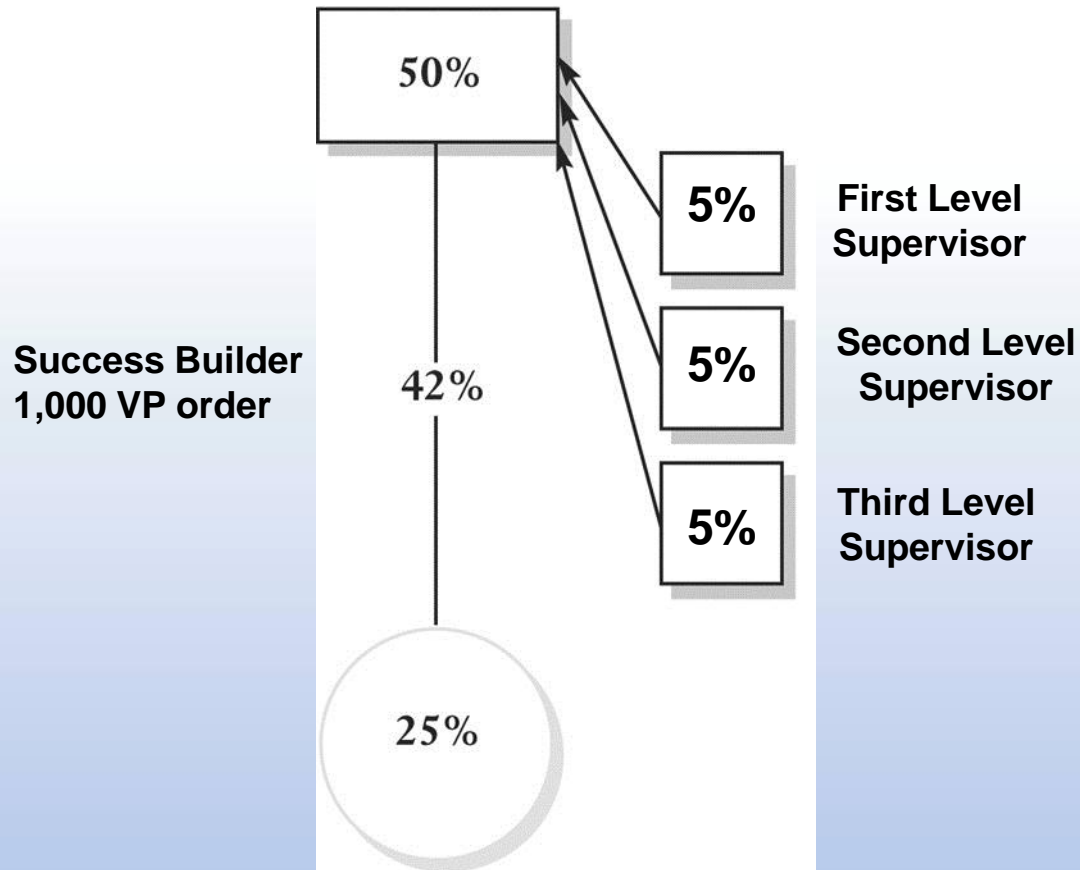 50%
5%
First Level
Supervisor
Success Builder
1,000 VP order
42%
5%
Second Level
Supervisor
5%
Third Level
Supervisor
25%